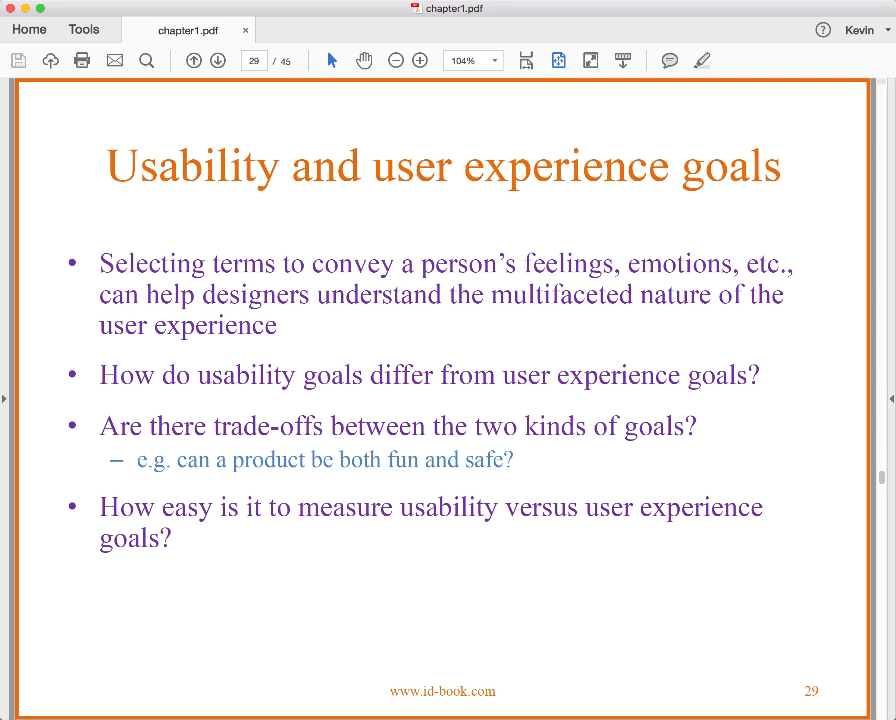 chapter1.pdf
Home Tools chapter1.pdf × ? Kevin
29 / 45 104%
Usability and user experience goals
• Selecting terms to convey a person’s feelings, emotions, etc.,
can help designers understand the multifaceted nature of the
user experience
• How do usability goals differ from user experience goals?
• Are there trade-offs between the two kinds of goals?
– e.g. can a product be both fun and safe?
• How easy is it to measure usability versus user experience
goals?
www.id-book.com 29